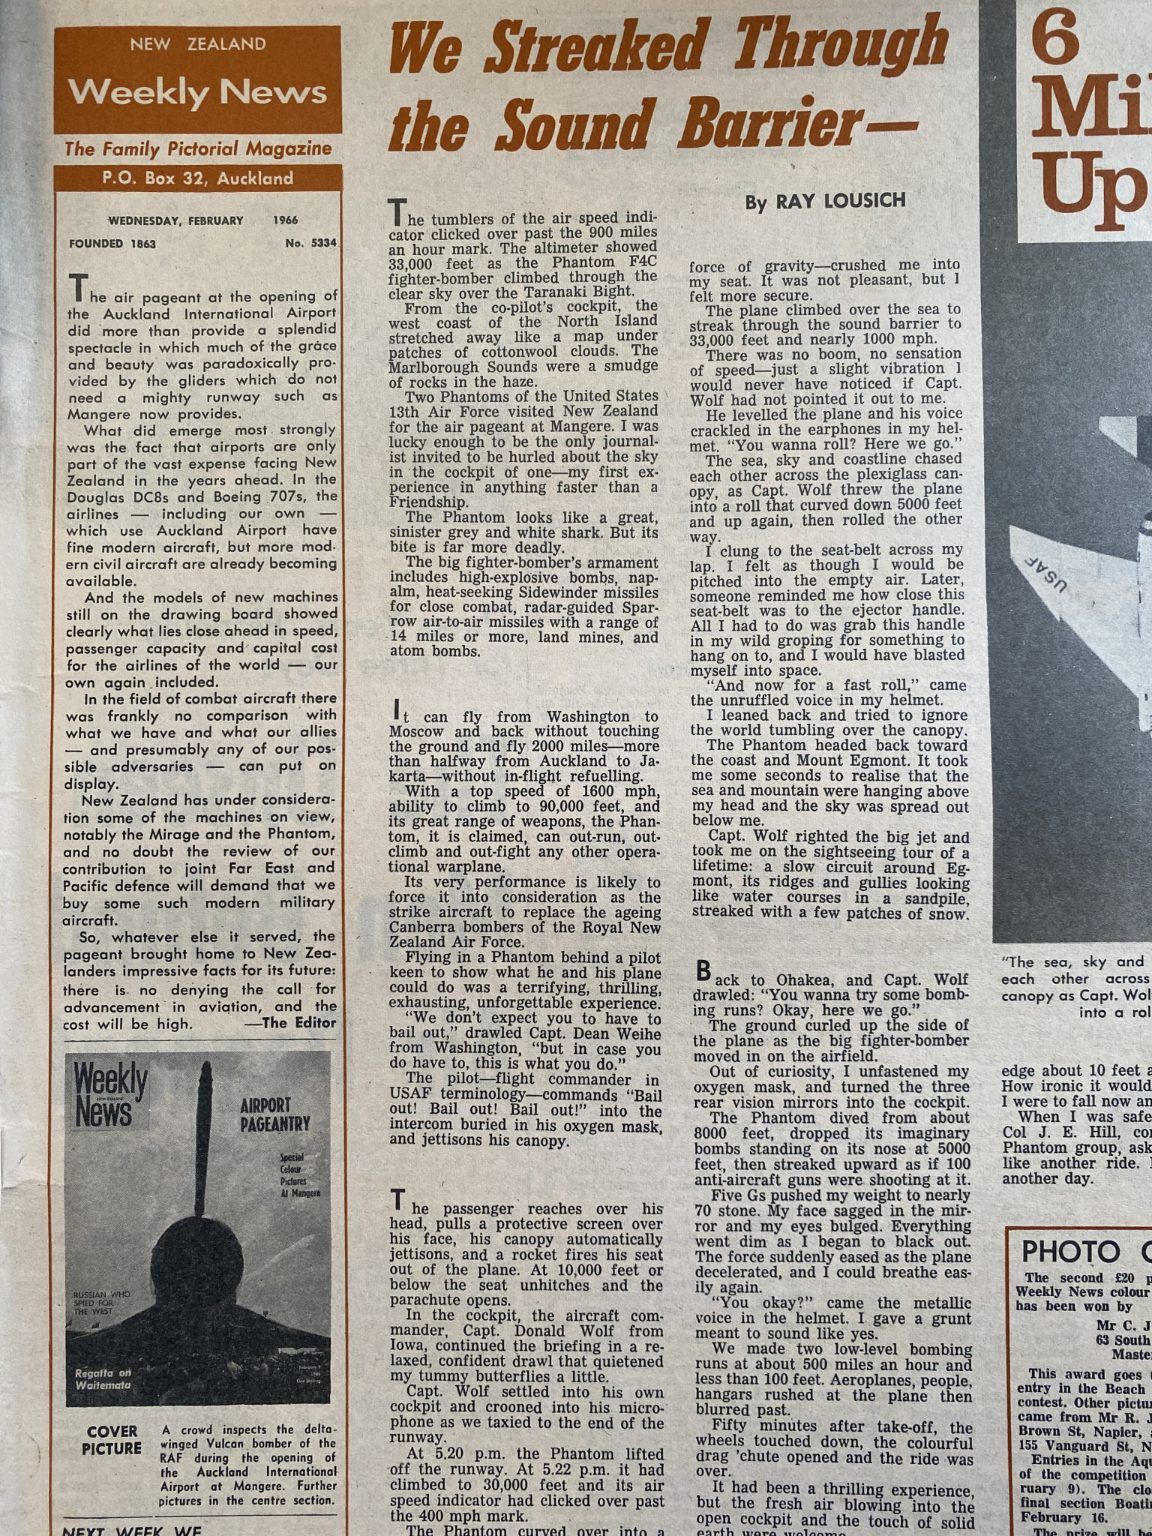 NEW ZEALAND
Weekly News
The Family Pictorial Magazine
P.O. Box 32, Auckland
WEDNESDAY, FEBRUARY 1966
FOUNDED 1863 No. 5334
The air pageant at the opening of
the Auckland International Airport
did more than provide a splendid
spectacle in which much of the grace
and beauty was paradoxically pro-
vided by the gliders which do not
need a mighty runway such as
Mangere now provides.
What did emerge most strongly
was the fact that airports are only
part of the vast expense facing New
Zealand in the years ahead. In the
Douglas DC8s and Boeing 707s, the
airlines — including our own —
which use Auckland Airport have
fine modern aircraft, but more mod-
ern civil aircraft are already becoming
available.
And the models of new machines
still on the drawing board showed
clearly what lies close ahead in speed,
passenger capacity and capital cost
for the airlines of the world — our
own again included.
In the field of combat aircraft there
was frankly no comparison with
what we have and what our allies
— and presumably any of our pos-
sible adversaries — can put on
display.
New Zealand has under considera-
tion some of the machines on view,
notably the Mirage and the Phantom,
and no doubt the review of our
contribution to joint Far East and
Pacific defence will demand that we
buy some such modern military
aircraft.
So, whatever else it served, the
pageant brought home to New Zea-
landers impressive facts for its future:
there is no denying the call for
advancement in aviation, and the
cost will be high. —The Editor
Weekly
News
AIRPORT
PAGEANTRY
Special
Colour
Pictures
At Mangere
RUSSIAN WHO
SPIED FOR
THE WEST
Regatta on
Waitemata
COVER
PICTURE
A crowd inspects the delta-
winged Vulcan bomber of the
RAF during the opening of
the Auckland International
Airport at Mangere. Further
pictures in the centre section.
NEXT WEEK WE
We Streaked Through
the Sound Barrier—
The tumblers of the air speed indi-
cator clicked over past the 900 miles
an hour mark. The altimeter showed
33,000 feet as the Phantom F4C
fighter-bomber climbed through the
clear sky over the Taranaki Bight.
From the co-pilot's cockpit, the
west coast of the North Island
stretched away like a map under
patches of cottonwool clouds. The
Marlborough Sounds were a smudge
of rocks in the haze.
Two Phantoms of the United States
13th Air Force visited New Zealand
for the air pageant at Mangere. I was
lucky enough to be the only journal-
ist invited to be hurled about the sky
in the cockpit of one—my first ex-
perience in anything faster than a
Friendship.
The Phantom looks like a great,
sinister grey and white shark. But its
bite is far more deadly.
The big fighter-bomber's armament
includes high-explosive bombs, nap-
alm, heat-seeking Sidewinder missiles
for close combat, radar-guided Spar-
row air-to-air missiles with a range of
14 miles or more, land mines, and
atom bombs.
It can fly from Washington to
Moscow and back without touching
the ground and fly 2000 miles—more
than halfway from Auckland to Ja-
karta—without in-flight refuelling.
With a top speed of 1600 mph,
ability to climb to 90,000 feet, and
its great range of weapons, the Phan-
tom, it is claimed, can out-run, out-
climb and out-fight any other opera-
tional warplane.
Its very performance is likely to
force it into consideration as the
strike aircraft to replace the ageing
Canberra bombers of the Royal New
Zealand Air Force.
Flying in a Phantom behind a pilot
keen to show what he and his plane
could do was a terrifying, thrilling,
exhausting, unforgettable experience.
"We don't expect you to have to
bail out," drawled Capt. Dean Weihe
from Washington, "but in case you
do have to, this is what you do."
The pilot—flight commander in
USAF terminology—commands "Bail
out! Bail out! Bail out!" into the
intercom buried in his oxygen mask,
and jettisons his canopy.
The passenger reaches over his
head, pulls a protective screen over
his face, his canopy automatically
jettisons, and a rocket fires his seat
out of the plane. At 10,000 feet or
below the seat unhitches and the
parachute opens.
In the cockpit, the aircraft com-
mander, Capt. Donald Wolf from
Iowa, continued the briefing in a re-
laxed, confident drawl that quietened
my tummy butterflies a little.
Capt. Wolf settled into his own
cockpit and crooned into his micro-
phone as we taxied to the end of the
runway.
At 5.20 p.m. the Phantom lifted
off the runway. At 5.22 p.m. it had
climbed to 30,000 feet and its air
speed indicator had clicked over past
the 400 mph mark.
The Phantom curved over into a
By RAY LOUSICH
force of gravity—crushed me into
my seat. It was not pleasant, but I
felt more secure.
The plane climbed over the sea to
streak through the sound barrier to
33,000 feet and nearly 1000 mph.
There was no boom, no sensation
of speed—just a slight vibration I
would never have noticed if Capt.
Wolf had not pointed it out to me.
He levelled the plane and his voice
crackled in the earphones in my hel-
met. "You wanna roll? Here we go."
The sea, sky and coastline chased
each other across the plexiglass can-
opy, as Capt. Wolf threw the plane
into a roll that curved down 5000 feet
and up again, then rolled the other
way.
I clung to the seat-belt across my
lap. I felt as though I would be
pitched into the empty air. Later,
someone reminded me how close this
seat-belt was to the ejector handle.
All I had to do was grab this handle
in my wild groping for something to
hang on to, and I would have blasted
myself into space.
"And now for a fast roll," came
the unruffled voice in my helmet.
I leaned back and tried to ignore
the world tumbling over the canopy.
The Phantom headed back toward
the coast and Mount Egmont. It took
me some seconds to realise that the
sea and mountain were hanging above
my head and the sky was spread out
below me.
Capt. Wolf righted the big jet and
took me on the sightseeing tour of a
lifetime: a slow circuit around Eg-
mont, its ridges and gullies looking
like water courses in a sandpile,
streaked with a few patches of snow.
Back to Ohakea, and Capt. Wolf
drawled: "You wanna try some bomb-
ing runs? Okay, here we go."
The ground curled up the side of
the plane as the big fighter-bomber
moved in on the airfield.
Out of curiosity, I unfastened my
oxygen mask, and turned the three
rear vision mirrors into the cockpit.
The Phantom dived from about
8000 feet, dropped its imaginary
bombs standing on its nose at 5000
feet, then streaked upward as if 100
anti-aircraft guns were shooting at it.
Five Gs pushed my weight to nearly
70 stone. My face sagged in the mir-
ror and my eyes bulged. Everything
went dim as I began to black out.
The force suddenly eased as the plane
decelerated, and I could breathe eas-
ily again.
"You okay?" came the metallic
voice in the helmet. I gave a grunt
meant to sound like yes.
We made two low-level bombing
runs at about 500 miles an hour and
less than 100 feet. Aeroplanes, people,
hangars rushed at the plane then
blurred past.
Fifty minutes after take-off, the
wheels touched down, the colourful
drag 'chute opened and the ride was
over.
It had been a thrilling experience,
but the fresh air blowing into the
open cockpit and the touch of solid
earth were welcome.
6
Mi
Up
USAF
"The sea, sky and
each other across
canopy as Capt. Wol
into a rol
edge about 10 feet a
How ironic it would
I were to fall now an
When I was safe
Col J. E. Hill, co
Phantom group, ask
like another ride.
another day.
PHOTO C
The second £20 p
Weekly News colour
has been won by
Mr C. J
63 South
Maste
This award goes t
entry in the Beach
contest. Other pictu
came from Mr R. J
Brown St, Napier,
155 Vanguard St, N
Entries in the Aqu
of the competition
ruary 9). The clo
final section Boati
February 16.
The prize will be